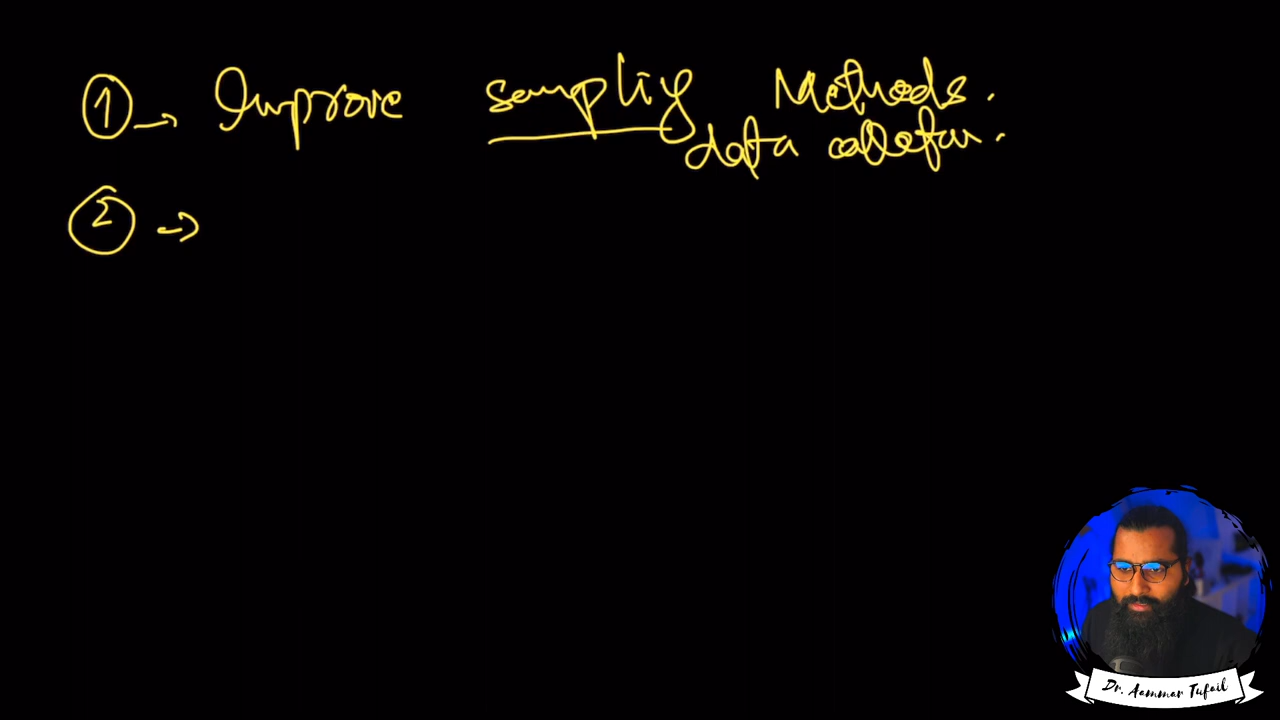 ① → Improve sampling Methods.
data collection.
② →
Dr. Aammar Tufail